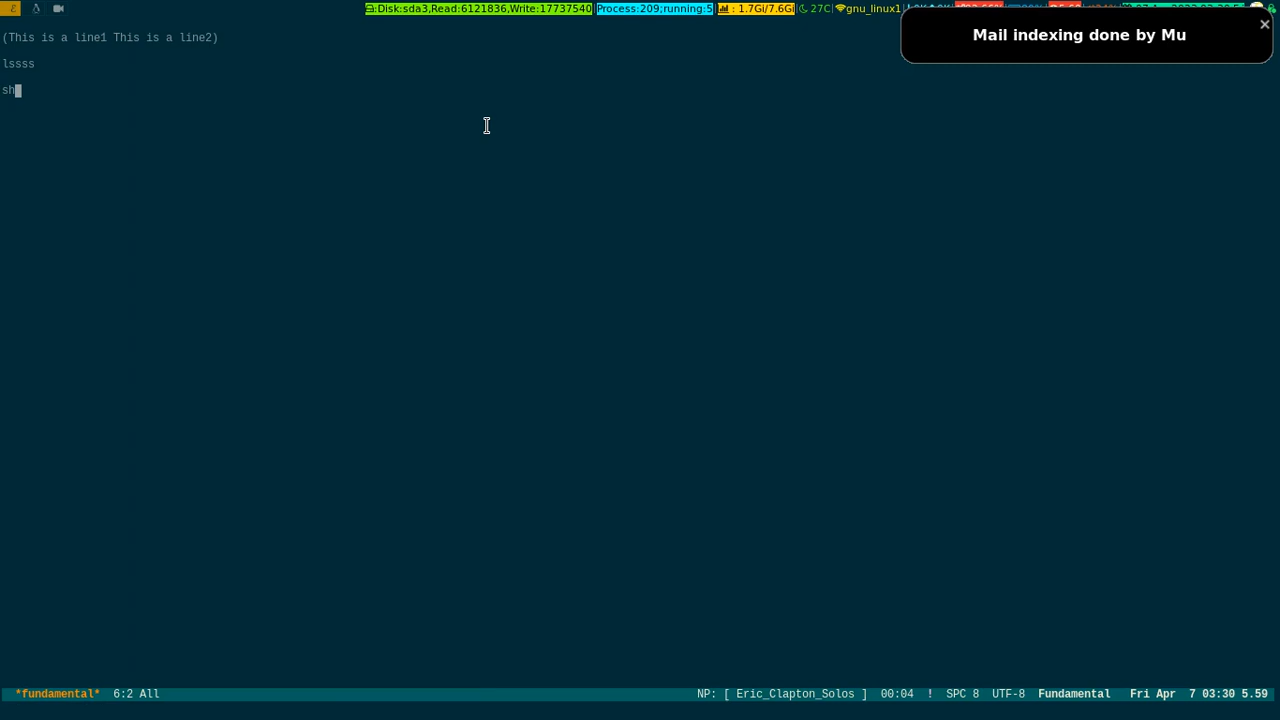 Disk:sda3,Read:6121836,Write:17737540 Process:209;running:5 : 1.7Gi/7.6Gi 27C gnu_linux1
Mail indexing done by Mu
(This is a line1 This is a line2)
lssss
sh
*fundamental* 6:2 All NP: [ Eric_Clapton_Solos ] 00:04 ! SPC 8 UTF-8 Fundamental Fri Apr 7 03:30 5.59